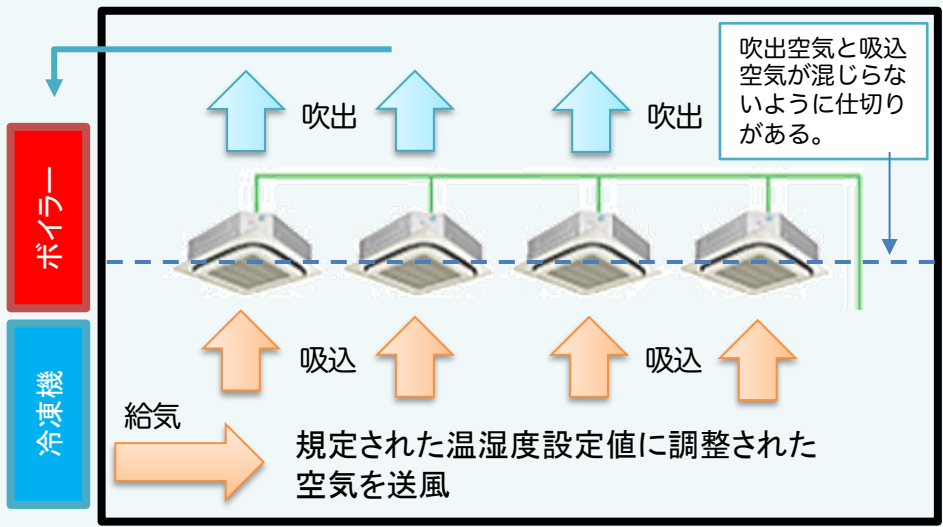 吹出空気と吸込
空気が混じらな
いように仕切り
がある。
吹出
吹出
ボイラー
吸込
吸込
冷凍機
給気
規定された温湿度設定値に調整された
空気を送風